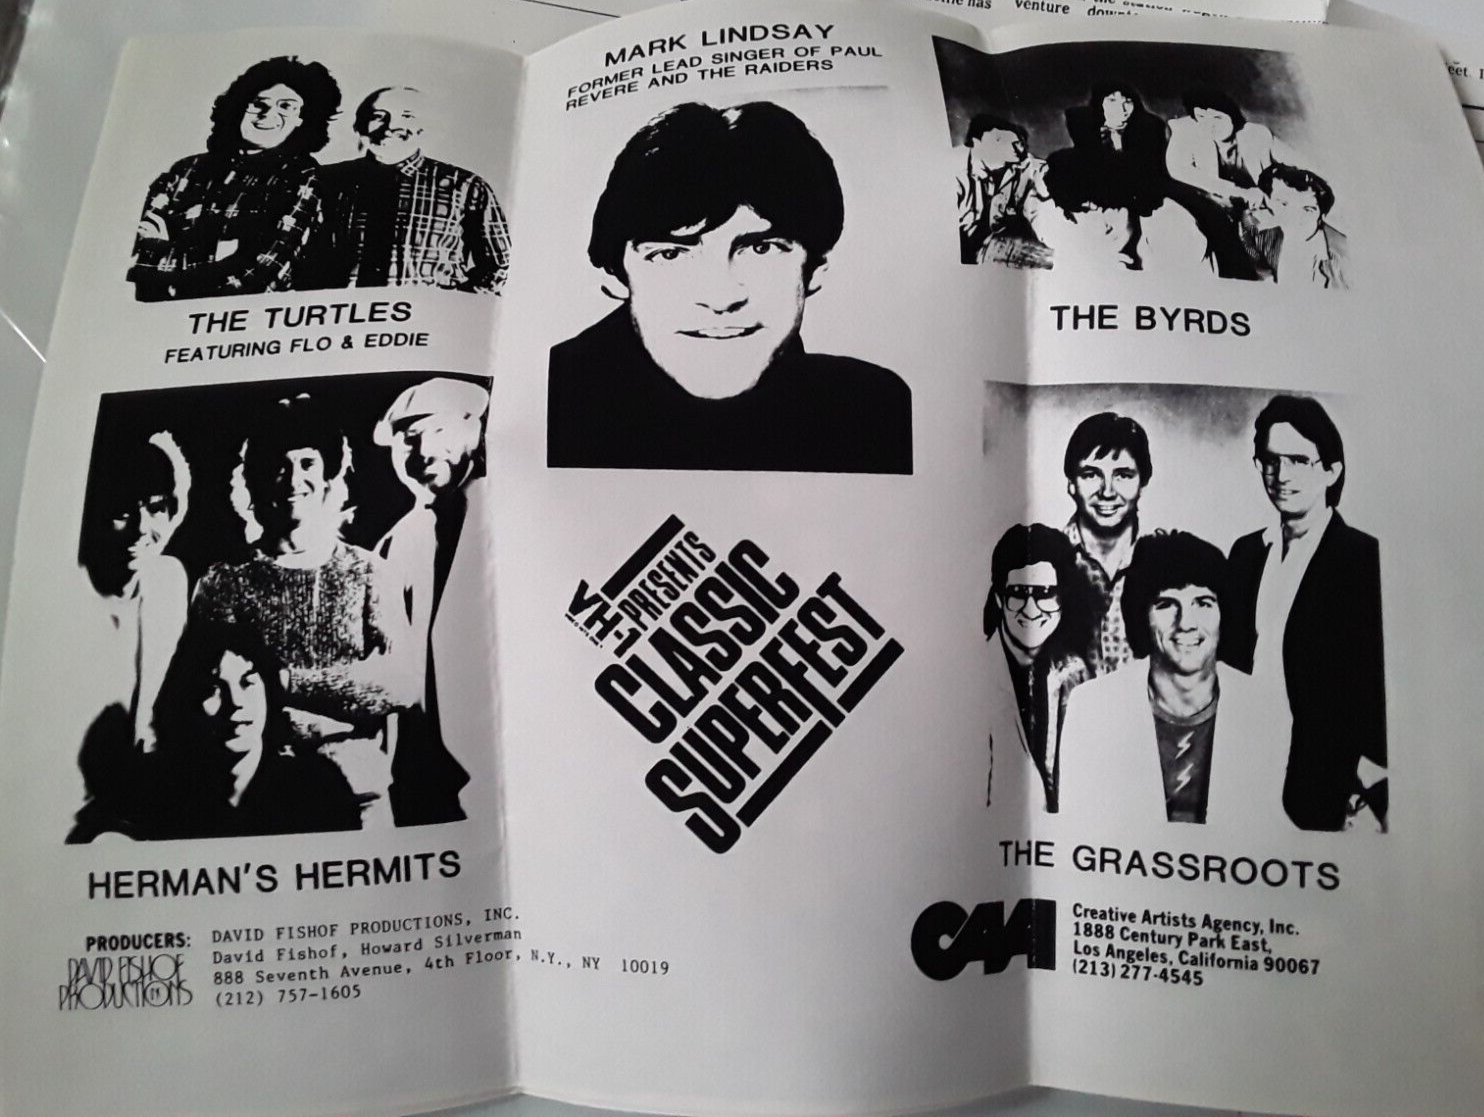 has venture
eet.
MARK LINDSAY
FORMER LEAD SINGER OF PAUL
REVERE AND THE RAIDERS
THE TURTLES
FEATURING FLO & EDDIE
THE BYRDS
VH-1 PRESENTS
CLASSIC
SUPERFEST
HERMAN'S HERMITS
THE GRASSROOTS
PRODUCERS: DAVID FISHOF PRODUCTIONS, INC.
David Fishof, Howard Silverman
888 Seventh Avenue, 4th Floor, N.Y., NY 10019
(212) 757-1605
DAVID FISHOF
PRODUCTIONS
CAA
Creative Artists Agency, Inc.
1888 Century Park East,
Los Angeles, California 90067
(213) 277-4545